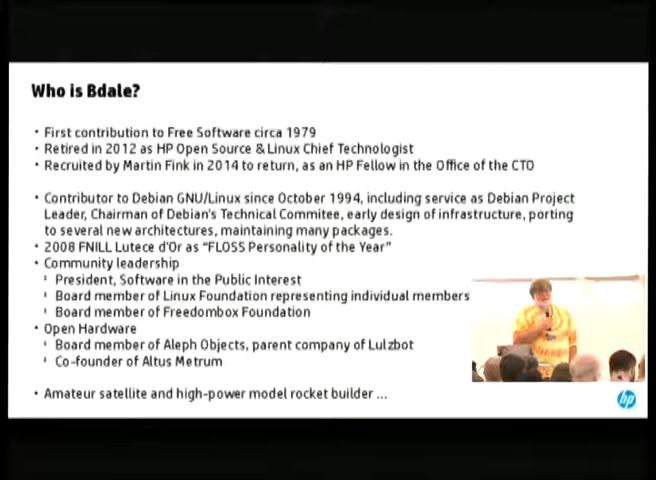 Who is Bdale?
• First contribution to Free Software circa 1979
• Retired in 2012 as HP Open Source & Linux Chief Technologist
• Recruited by Martin Fink in 2014 to return, as an HP Fellow in the Office of the CTO
• Contributor to Debian GNU/Linux since October 1994, including service as Debian Project
Leader, Chairman of Debian's Technical Commitee, early design of infrastructure, porting
to several new architectures, maintaining many packages.
• 2008 FNILL Lutece d'Or as "FLOSS Personality of the Year"
• Community leadership
▪ President, Software in the Public Interest
▪ Board member of Linux Foundation representing individual members
▪ Board member of Freedombox Foundation
• Open Hardware
▪ Board member of Aleph Objects, parent company of Lulzbot
▪ Co-founder of Altus Metrum
• Amateur satellite and high-power model rocket builder ...
hp